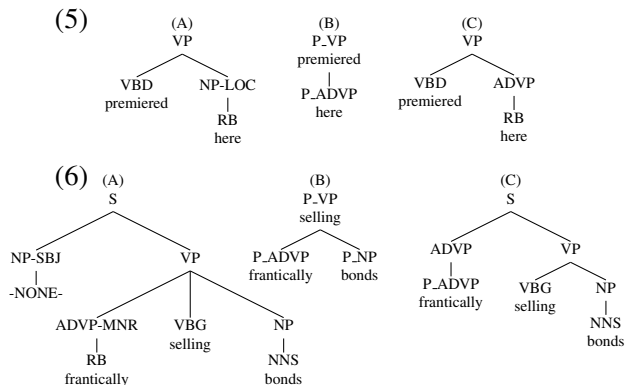 (5) (A) (B) (C)
VP P_VP VP
premiered
VBD NP-LOC P_ADVP VBD ADVP
premiered here premiered
RB RB
here here
(6) (A) (B) (C)
S P_VP S
selling
NP-SBJ VP P_ADVP P_NP ADVP VP
frantically bonds
-NONE- P_ADVP VBG NP
frantically selling
ADVP-MNR VBG NP NNS
selling bonds
RB NNS
frantically bonds